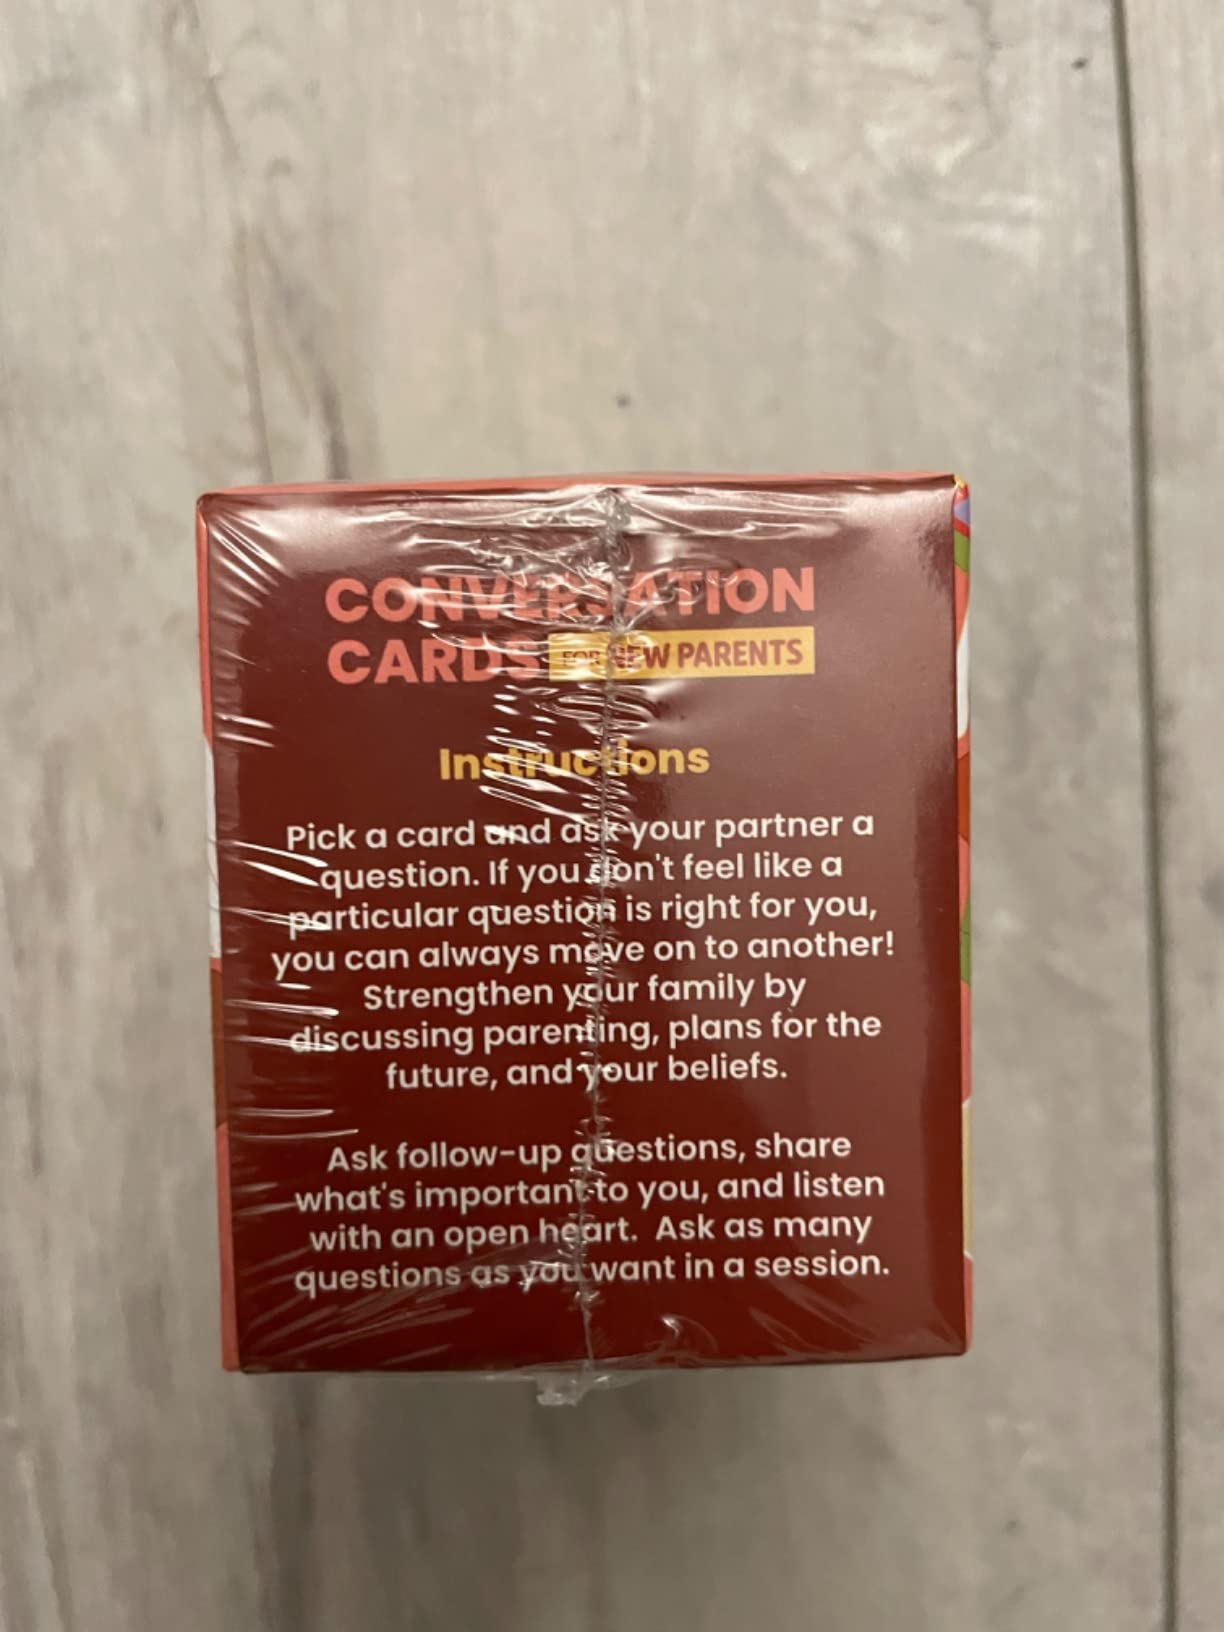 CONVERSATION
CARDS FOR NEW PARENTS
Instructions
Pick a card and ask your partner a
question. If you don't feel like a
particular question is right for you,
you can always move on to another!
Strengthen your family by
discussing parenting, plans for the
future, and your beliefs.
Ask follow-up questions, share
what's important to you, and listen
with an open heart. Ask as many
questions as you want in a session.